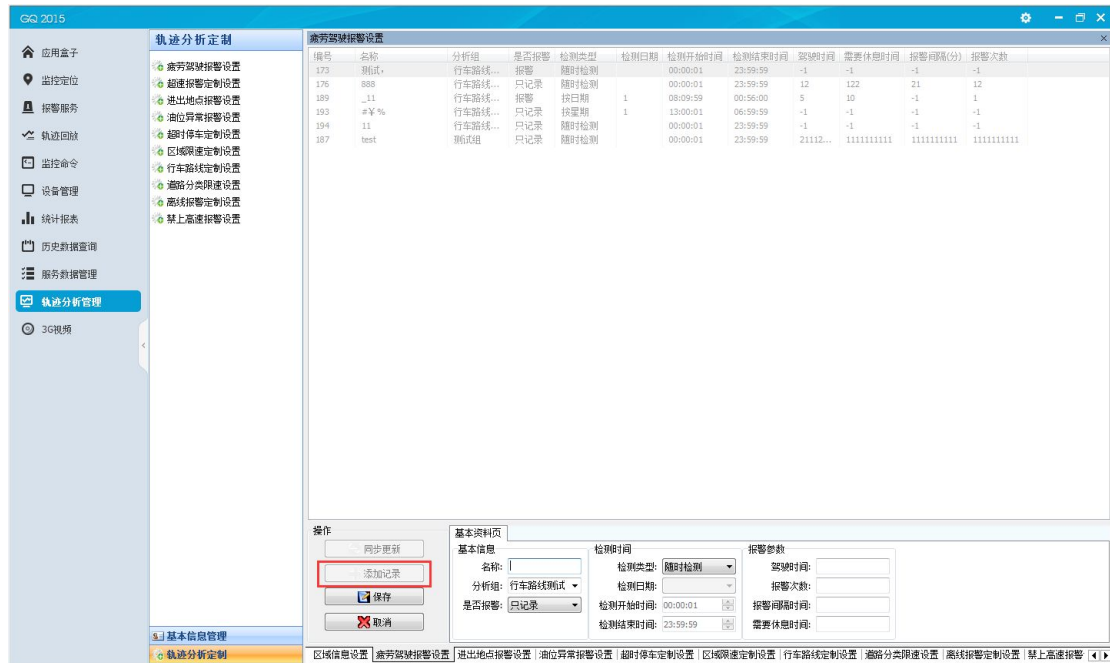 GQ 2015
应用盒子
监控定位
报警服务
轨迹回放
监控命令
设备管理
统计报表
历史数据查询
服务数据管理
轨迹分析管理
3G视频
轨迹分析定制
疲劳驾驶报警设置
超速报警定制设置
进出地点报警设置
油位异常报警设置
超时停车定制设置
区域限速定制设置
行车路线定制设置
道路分类限速设置
离线报警定制设置
禁上高速报警设置
基本信息管理
轨迹分析定制
疲劳驾驶报警设置
编号 名称 分析组 是否报警 检测类型 检测日期 检测开始时间 检测结束时间 驾驶时间 需要休息时间 报警间隔(分) 报警次数
173 测试, 行车路线... 报警 随时检测 00:00:01 23:59:59 -1 -1 -1 -1
176 888 行车路线... 只记录 随时检测 00:00:01 23:59:59 12 122 21 12
189 _11 行车路线... 报警 按日期 1 08:09:59 00:56:00 5 10 -1 1
193 #￥% 行车路线... 只记录 按星期 1 13:00:01 06:59:59 -1 -1 -1 -1
194 11 行车路线... 只记录 随时检测 00:00:01 23:59:59 -1 -1 -1 -1
187 test 测试组 只记录 随时检测 00:00:01 23:59:59 21112... 1111111111 1111111111 1111111111
操作
同步更新
添加记录
保存
取消
基本资料页
基本信息
名称:
分析组: 行车路线测试
是否报警: 只记录
检测时间
检测类型: 随时检测
检测日期:
检测开始时间: 00:00:01
检测结束时间: 23:59:59
报警参数
驾驶时间:
报警次数:
报警间隔时间:
需要休息时间:
区域信息设置 疲劳驾驶报警设置 进出地点报警设置 油位异常报警设置 超时停车定制设置 区域限速定制设置 行车路线定制设置 道路分类限速设置 离线报警定制设置 禁上高速报警